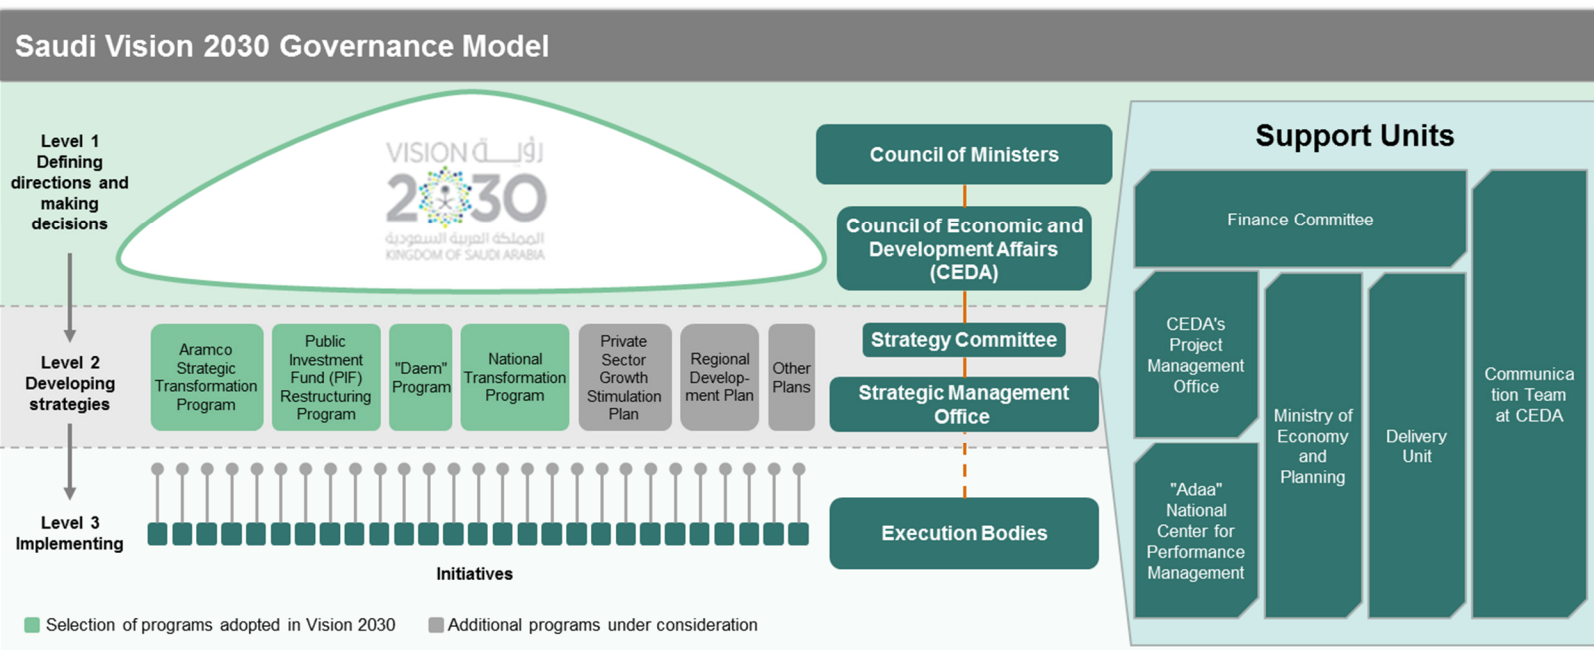 Saudi Vision 2030 Governance Model
Level 1
Defining
directions and
making
decisions
VISION رؤيـــة
2030
المملكة العربية السعودية
KINGDOM OF SAUDI ARABIA
Council of Ministers
Council of Economic and
Development Affairs
(CEDA)
Level 2
Developing
strategies
Aramco
Strategic
Transformation
Program
Public
Investment
Fund (PIF)
Restructuring
Program
"Daem"
Program
National
Transformation
Program
Private
Sector
Growth
Stimulation
Plan
Regional
Develop-
ment Plan
Other
Plans
Strategy Committee
Strategic Management
Office
Level 3
Implementing
Initiatives
Execution Bodies
Selection of programs adopted in Vision 2030
Additional programs under consideration
Support Units
Finance Committee
CEDA's
Project
Management
Office
"Adaa"
National
Center for
Performance
Management
Ministry of
Economy
and
Planning
Delivery
Unit
Communica
tion Team
at CEDA